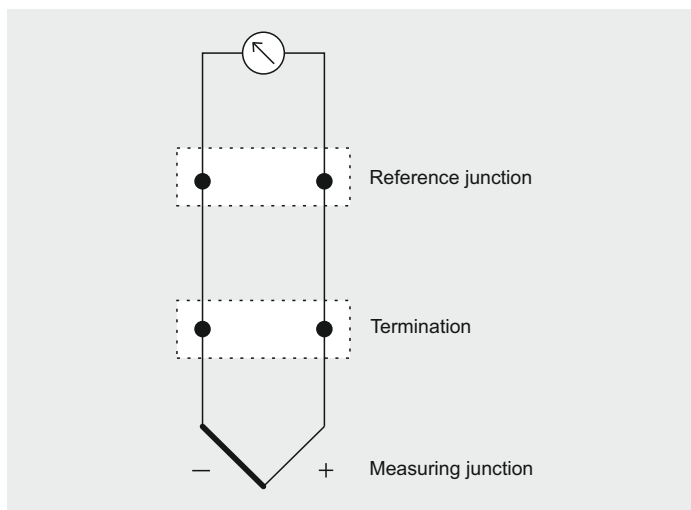 Reference junction
Termination
— + Measuring junction